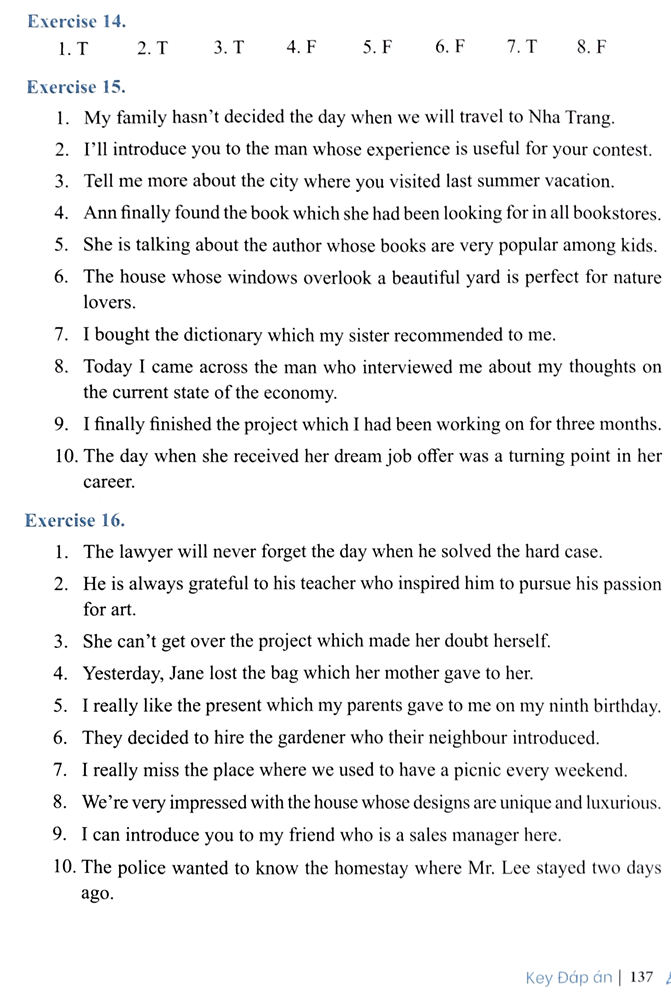 Exercise 14.
1. T 2. T 3. T 4. F 5. F 6. F 7. T 8. F
Exercise 15.
1. My family hasn't decided the day when we will travel to Nha Trang.
2. I'll introduce you to the man whose experience is useful for your contest.
3. Tell me more about the city where you visited last summer vacation.
4. Ann finally found the book which she had been looking for in all bookstores.
5. She is talking about the author whose books are very popular among kids.
6. The house whose windows overlook a beautiful yard is perfect for nature
lovers.
7. I bought the dictionary which my sister recommended to me.
8. Today I came across the man who interviewed me about my thoughts on
the current state of the economy.
9. I finally finished the project which I had been working on for three months.
10. The day when she received her dream job offer was a turning point in her
career.
Exercise 16.
1. The lawyer will never forget the day when he solved the hard case.
2. He is always grateful to his teacher who inspired him to pursue his passion
for art.
3. She can't get over the project which made her doubt herself.
4. Yesterday, Jane lost the bag which her mother gave to her.
5. I really like the present which my parents gave to me on my ninth birthday.
6. They decided to hire the gardener who their neighbour introduced.
7. I really miss the place where we used to have a picnic every weekend.
8. We're very impressed with the house whose designs are unique and luxurious.
9. I can introduce you to my friend who is a sales manager here.
10. The police wanted to know the homestay where Mr. Lee stayed two days
ago.
Key Đáp án | 137